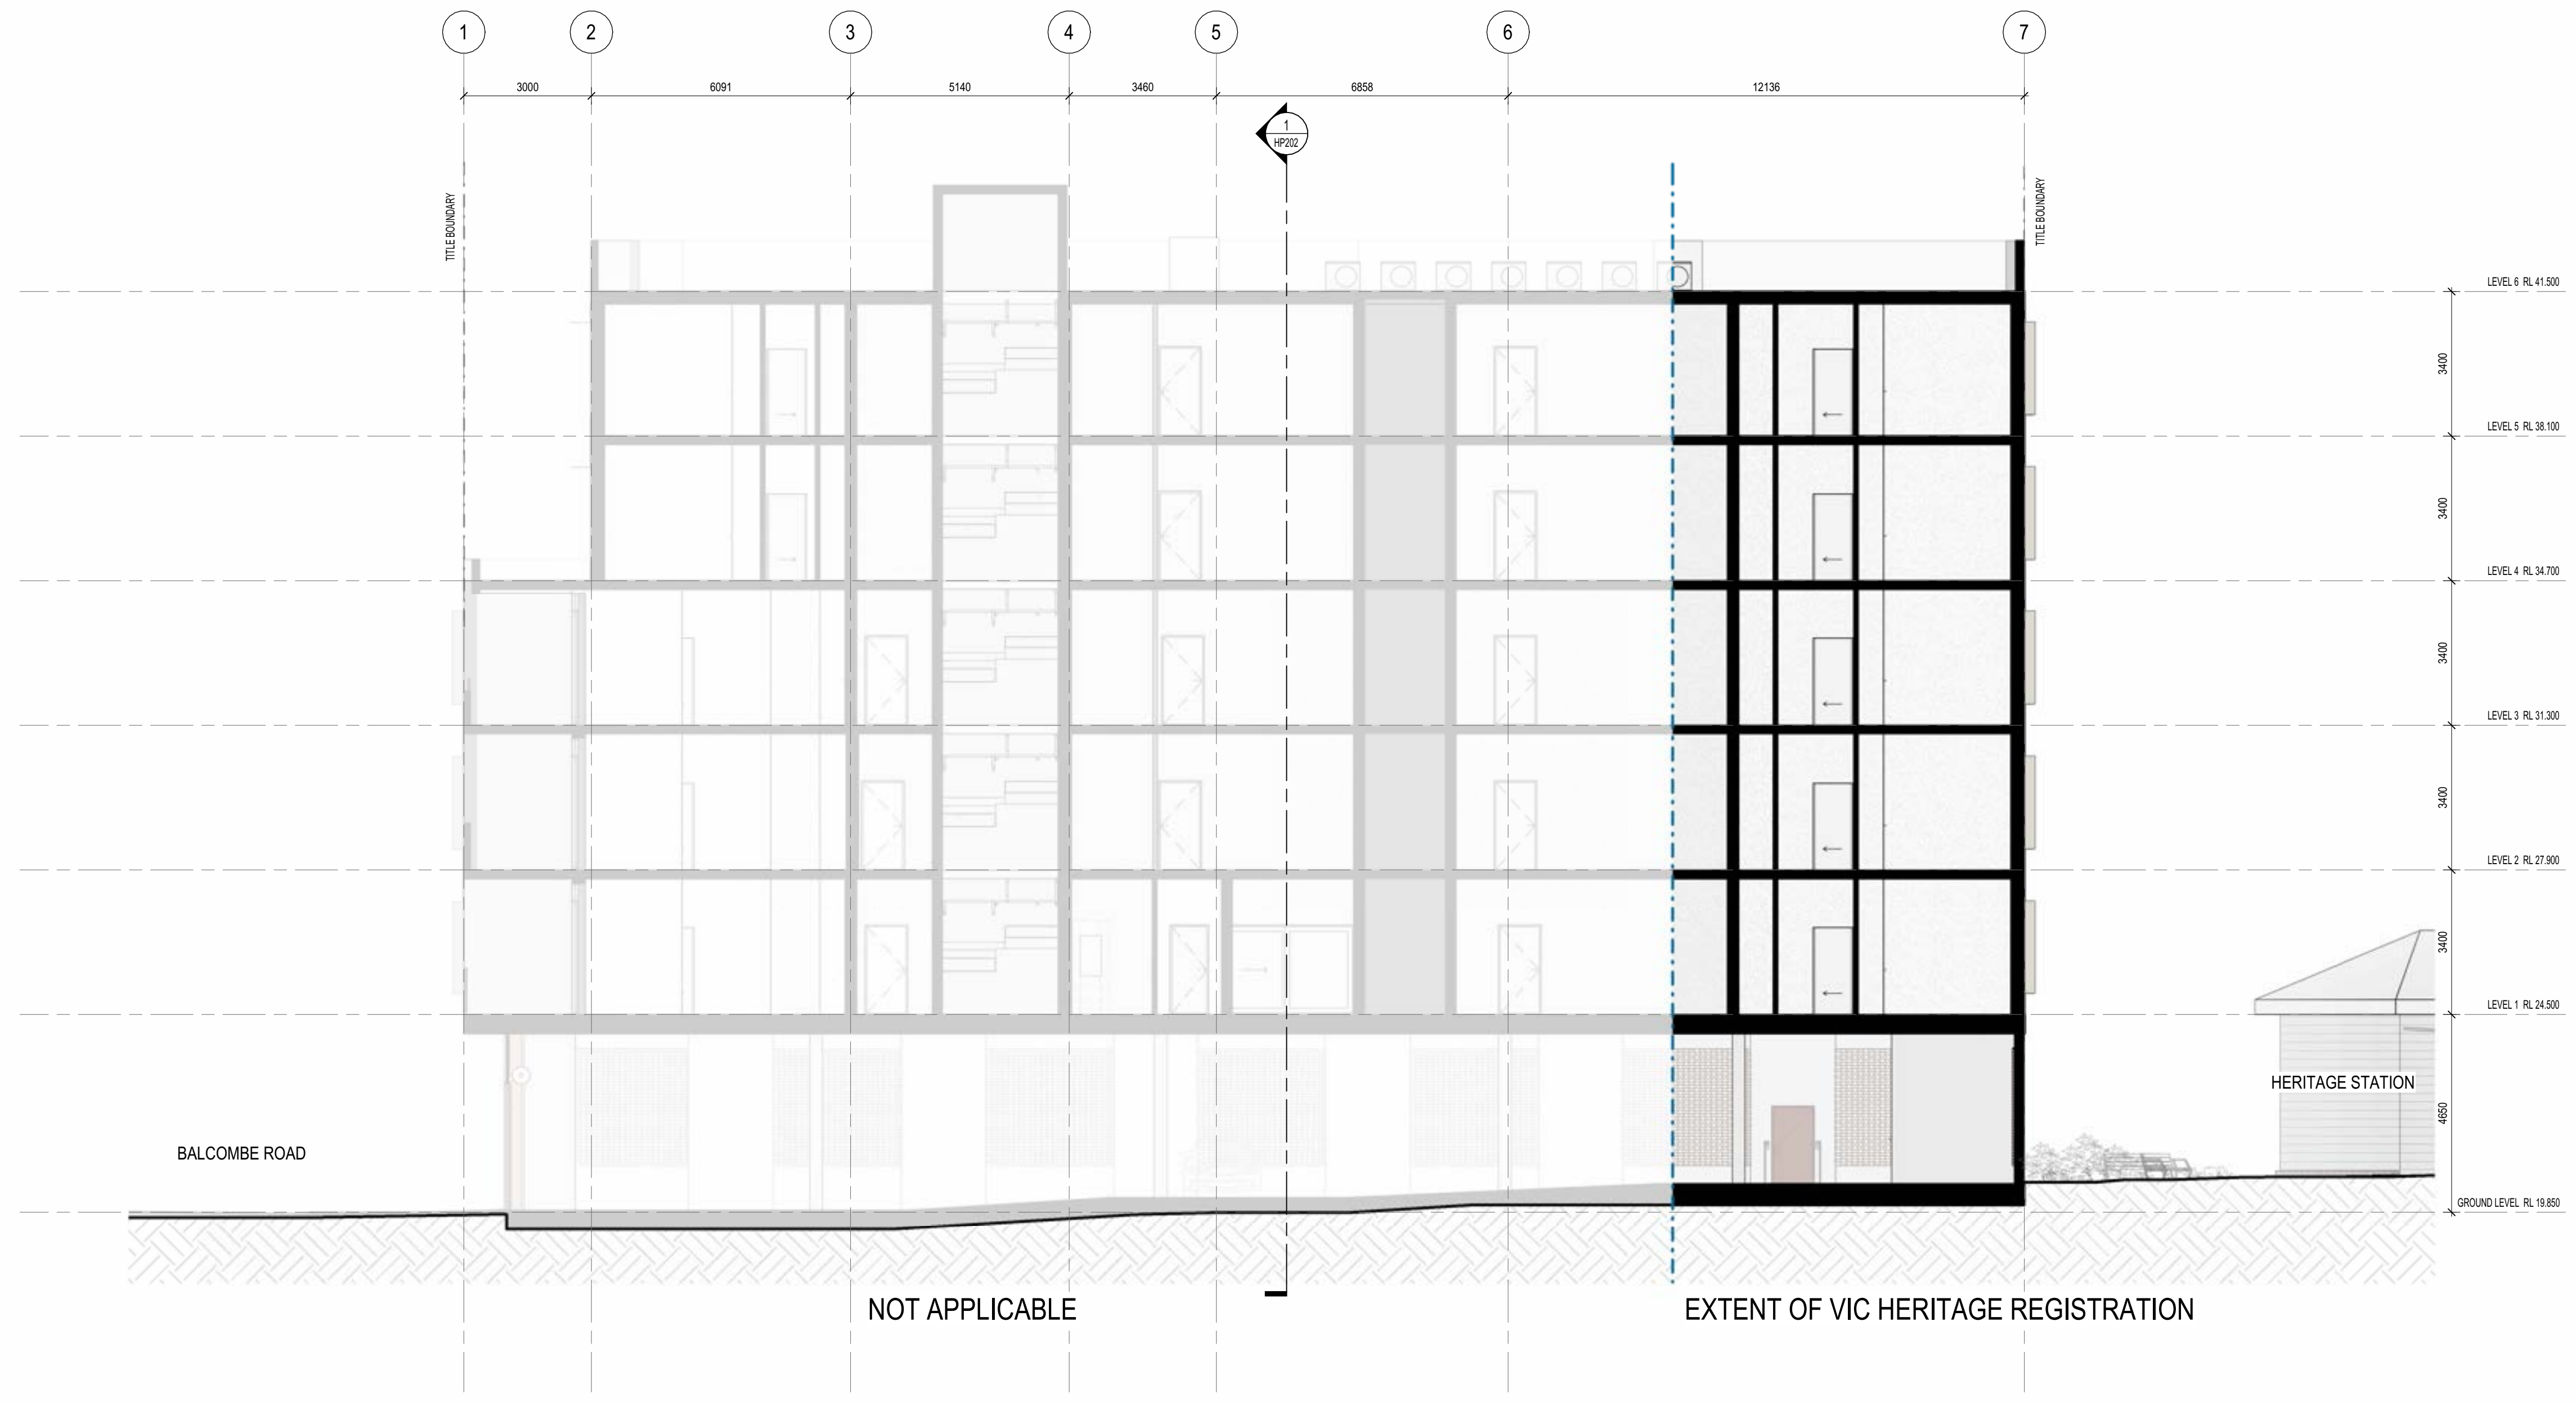 1 2 3 4 5 6 7
3000 6091 5140 3460 6858 12136
1
HP202
TITLE BOUNDARY
TITLE BOUNDARY
LEVEL 6 RL 41.500
3400
LEVEL 5 RL 38.100
3400
LEVEL 4 RL 34.700
3400
LEVEL 3 RL 31.300
3400
LEVEL 2 RL 27.900
3400
LEVEL 1 RL 24.500
HERITAGE STATION
4650
BALCOMBE ROAD
GROUND LEVEL RL 19.850
NOT APPLICABLE
EXTENT OF VIC HERITAGE REGISTRATION